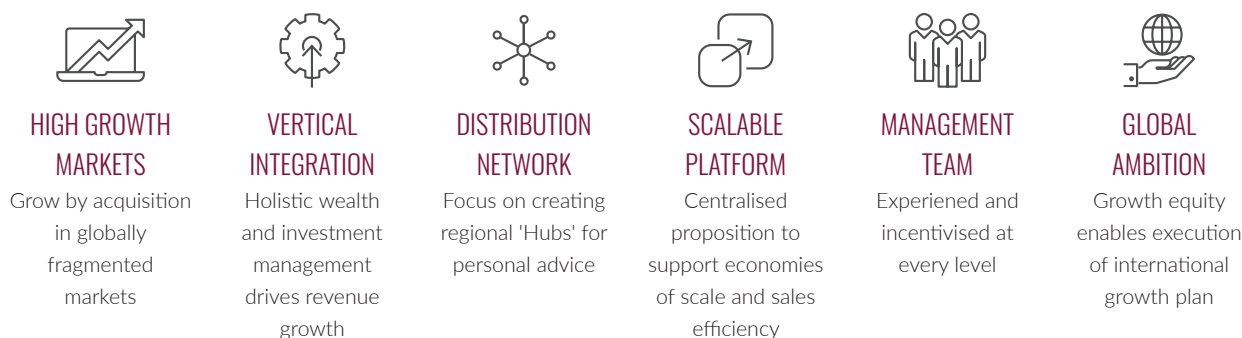 HIGH GROWTH
MARKETS
Grow by acquisition
in globally
fragmented
markets
VERTICAL
INTEGRATION
Holistic wealth
and investment
management
drives revenue
growth
DISTRIBUTION
NETWORK
Focus on creating
regional 'Hubs' for
personal advice
SCALABLE
PLATFORM
Centralised
proposition to
support economies
of scale and sales
efficiency
MANAGEMENT
TEAM
Experiened and
incentivised at
every level
GLOBAL
AMBITION
Growth equity
enables execution
of international
growth plan